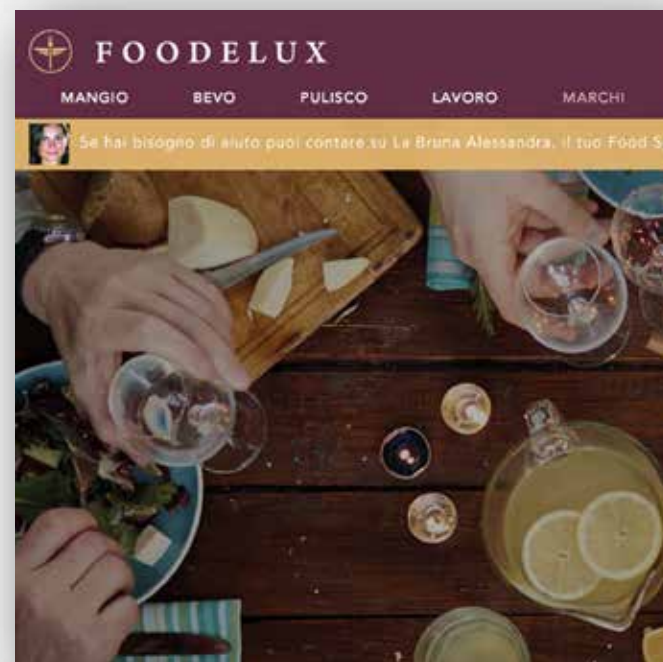 FOODELUX
MANGIO BEVO PULISCO LAVORO MARCHI
Se hai bisogno di aiuto puoi contare su La Bruna Alessandra, il tuo Food S